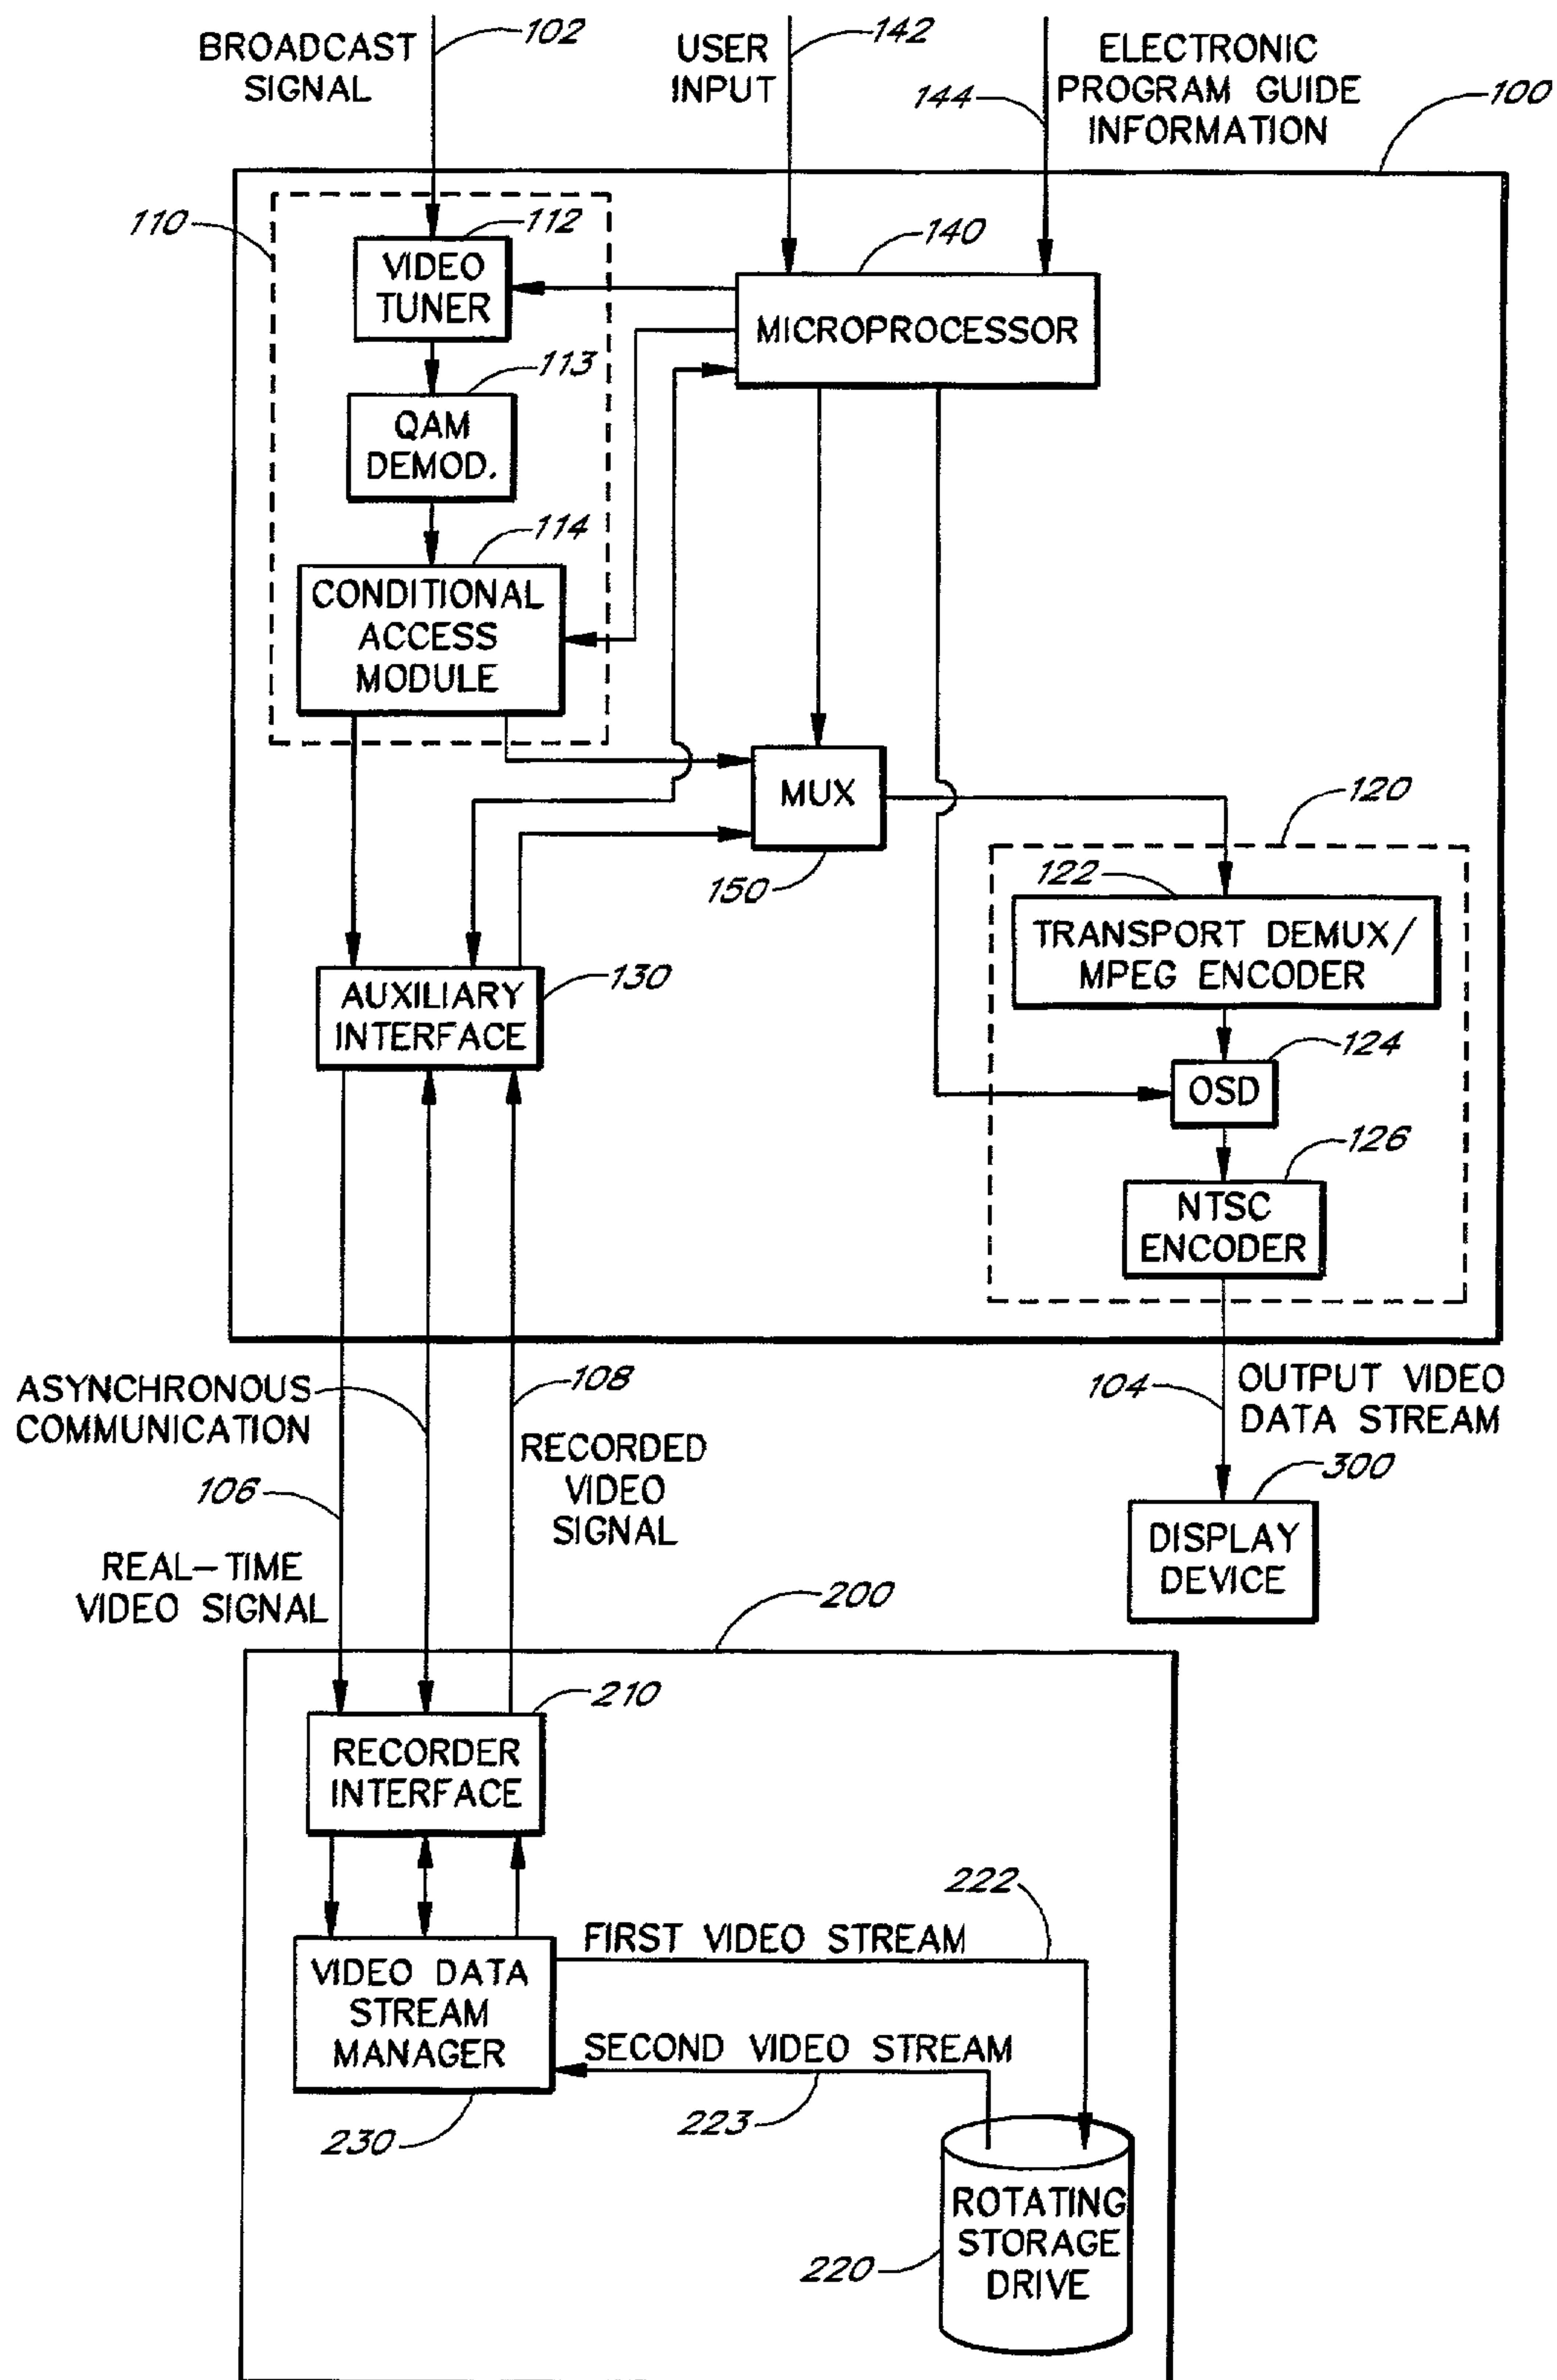 BROADCAST
SIGNAL
102
USER
INPUT
142
144
ELECTRONIC
PROGRAM GUIDE
INFORMATION
100
110
112
VIDEO
TUNER
140
MICROPROCESSOR
113
QAM
DEMOD.
114
CONDITIONAL
ACCESS
MODULE
MUX
150
120
122
TRANSPORT DEMUX/
MPEG ENCODER
AUXILIARY
INTERFACE
130
124
OSD
126
NTSC
ENCODER
ASYNCHRONOUS
COMMUNICATION
108
RECORDED
VIDEO
SIGNAL
104
OUTPUT VIDEO
DATA STREAM
106
REAL-TIME
VIDEO SIGNAL
300
DISPLAY
DEVICE
200
210
RECORDER
INTERFACE
222
FIRST VIDEO STREAM
VIDEO DATA
STREAM
MANAGER
SECOND VIDEO STREAM
223
230
ROTATING
STORAGE
DRIVE
220